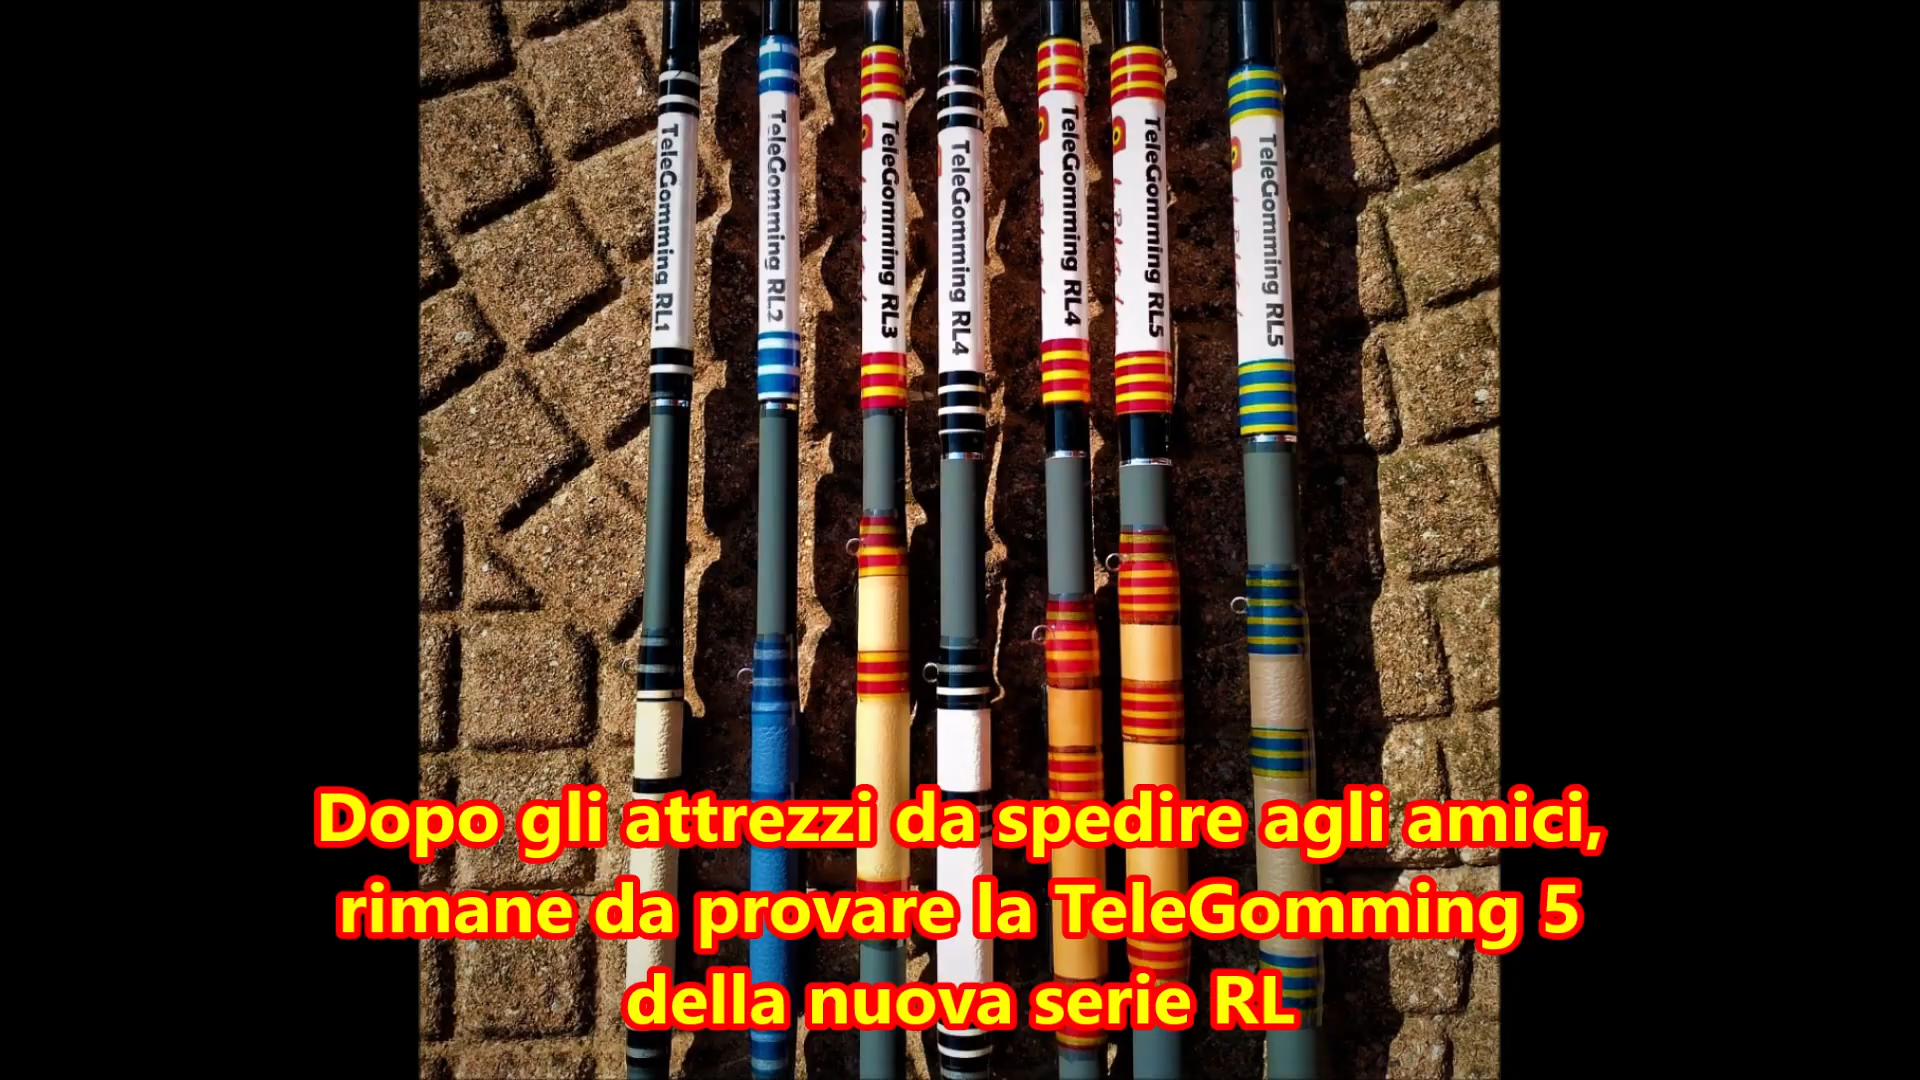 TeleGomming RL1
TeleGomming RL2
TeleGomming RL3
TeleGomming RL4
TeleGomming RL4
TeleGomming RL5
TeleGomming RL5
Dopo gli attrezzi da spedire agli amici,
rimane da provare la TeleGomming 5
della nuova serie RL